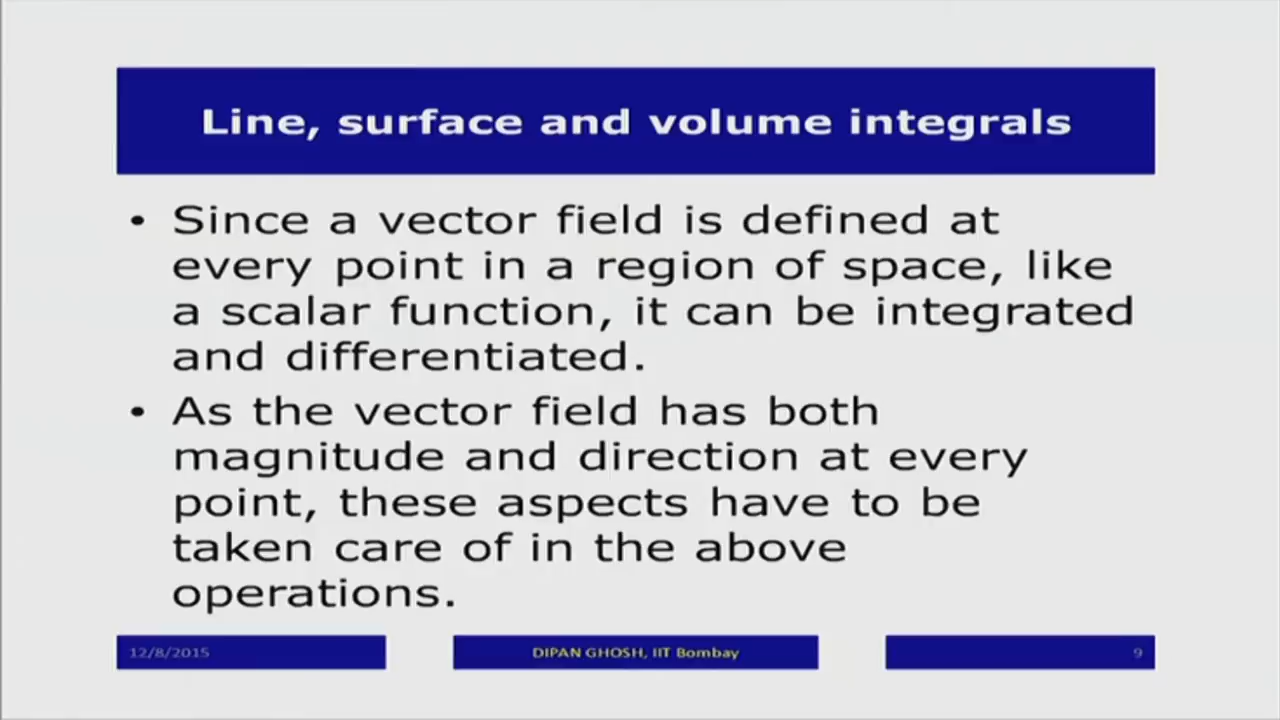 Line, surface and volume integrals
• Since a vector field is defined at
every point in a region of space, like
a scalar function, it can be integrated
and differentiated.
• As the vector field has both
magnitude and direction at every
point, these aspects have to be
taken care of in the above
operations.
12/8/2015
DIPAN GHOSH, IIT Bombay
9